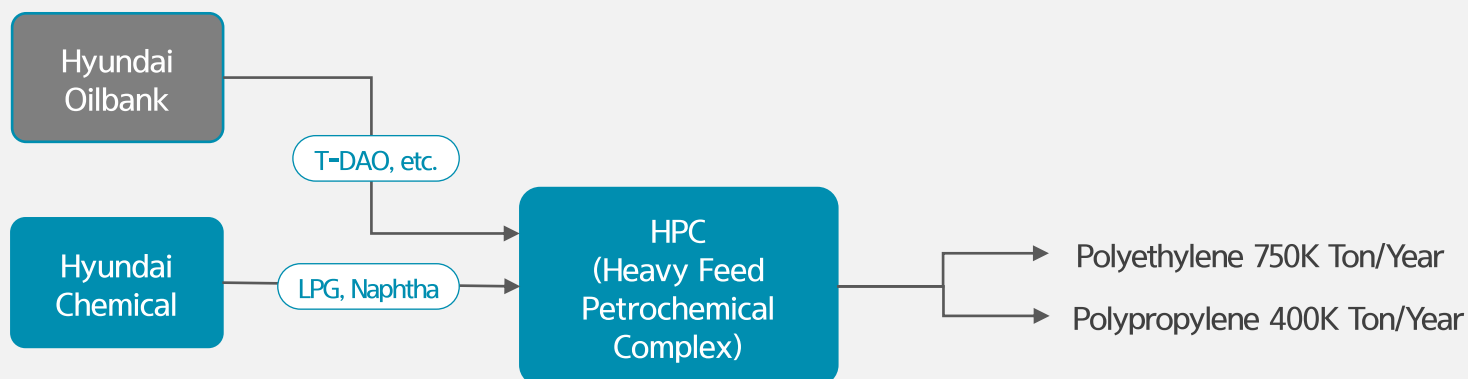 Hyundai
Oilbank
T-DAO, etc.
Hyundai
Chemical
LPG, Naphtha
HPC
(Heavy Feed
Petrochemical
Complex)
Polyethylene 750K Ton/Year
Polypropylene 400K Ton/Year